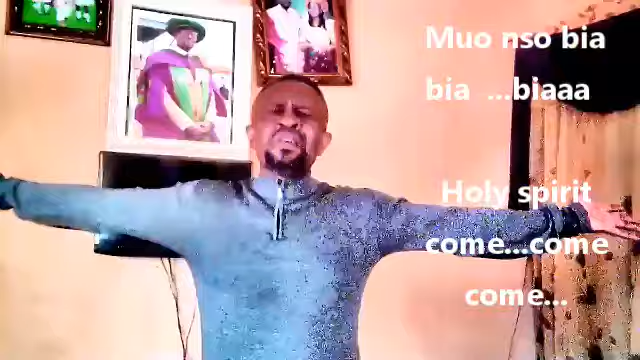 Muo nso bia
bia ...biaaa
Holy spirit
come...come
come...